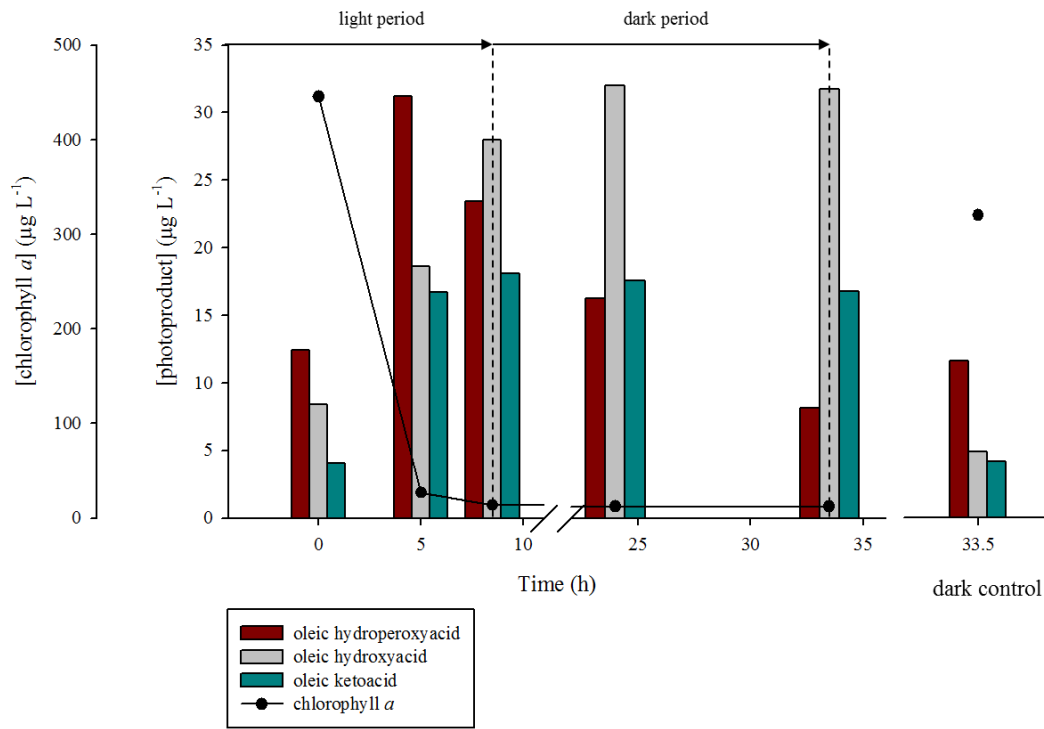 light period
dark period
[chlorophyll a] (µg L-1)
500
400
300
200
100
0
[photoproduct] (µg L-1)
35
30
25
20
15
10
5
0
0 5 10 25 30 35 33.5
Time (h)
dark control
oleic hydroperoxyacid
oleic hydroxyacid
oleic ketoacid
chlorophyll a